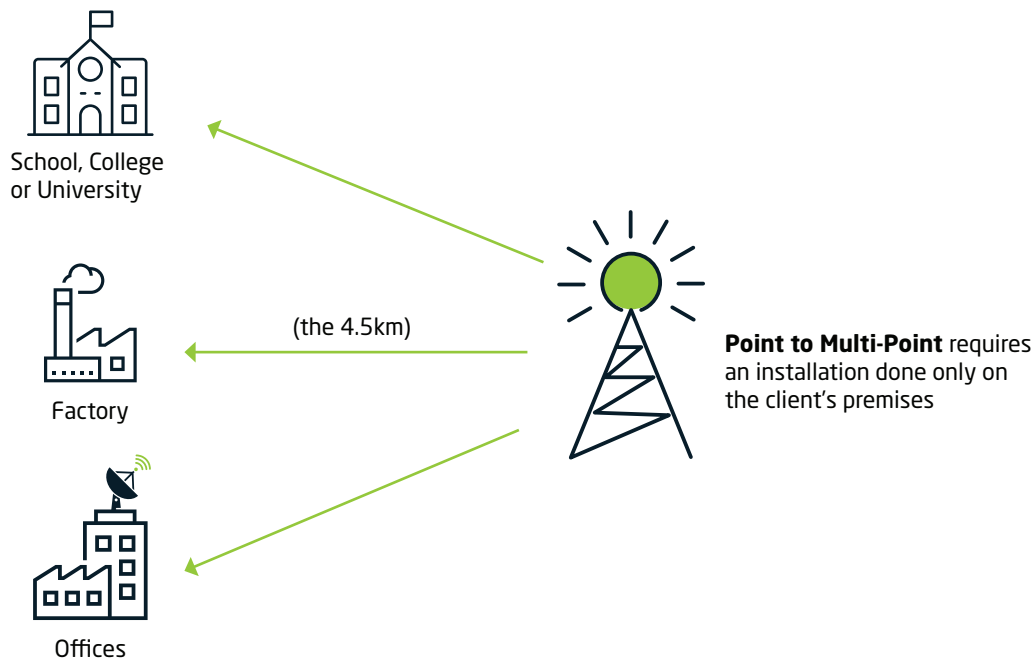 School, College
or University
(the 4.5km)
Factory
Point to Multi-Point requires
an installation done only on
the client's premises
Offices